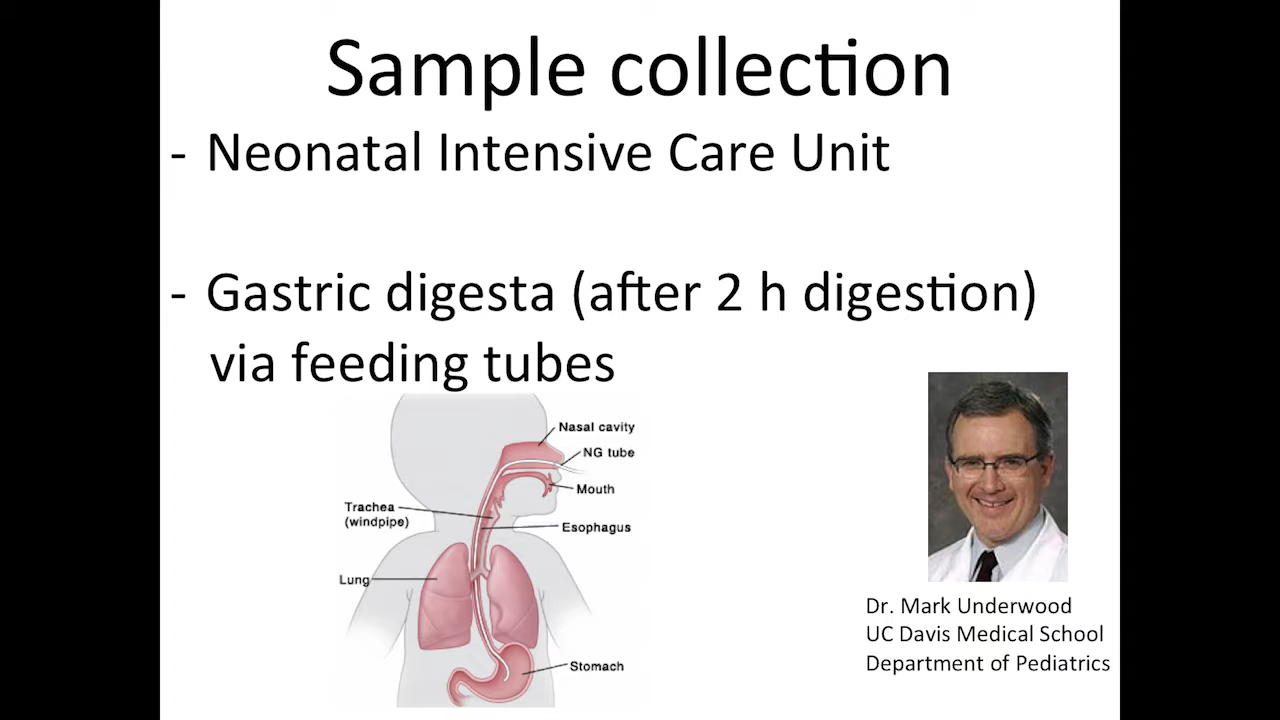 Sample collection
- Neonatal Intensive Care Unit
- Gastric digesta (after 2 h digestion)
via feeding tubes
Nasal cavity
NG tube
Mouth
Trachea
(windpipe)
Esophagus
Lung
Stomach
Dr. Mark Underwood
UC Davis Medical School
Department of Pediatrics